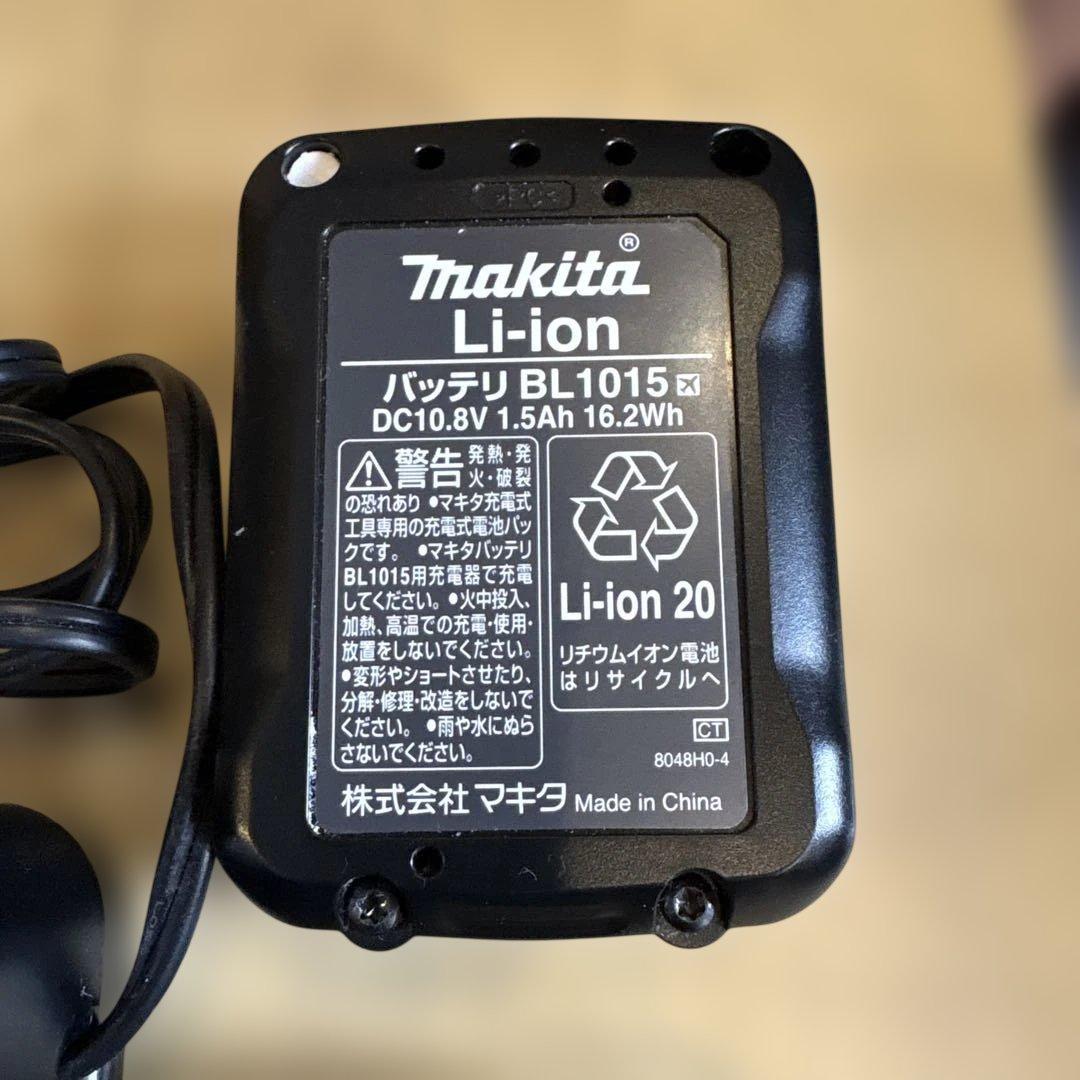 makita®
Li-ion
バッテリ BL1015
DC10.8V 1.5Ah 16.2Wh
警告 発熱・発
火・破裂
の恐れあり ●マキタ充電式
工具専用の充電式電池パッ
クです。 ●マキタバッテリ
BL1015用充電器で充電
してください。●火中投入、
加熱、高温での充電・使用・
放置をしないでください。
●変形やショートさせたり、
分解・修理・改造をしないで
ください。 ●雨や水にぬら
さないでください。
Li-ion 20
リチウムイオン電池
はリサイクルへ
CT
8048H0-4
株式会社 マキタ Made in China